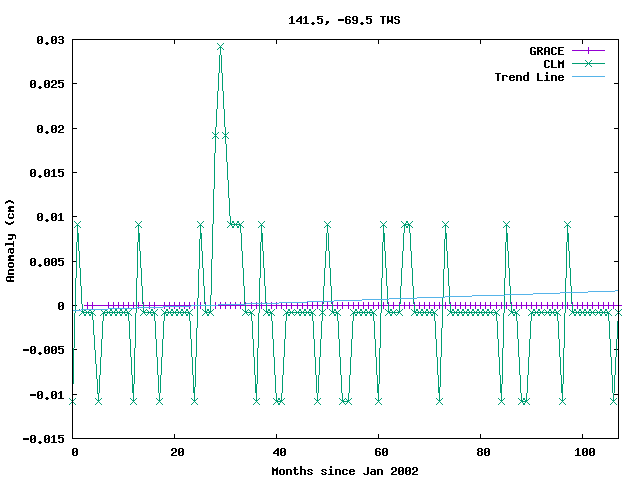 141.5, -69.5 TWS
GRACE
CLM
Trend Line
0.03
0.025
0.02
0.015
0.01
0.005
0
-0.005
-0.01
-0.015
Anomaly (cm)
0 20 40 60 80 100
Months since Jan 2002